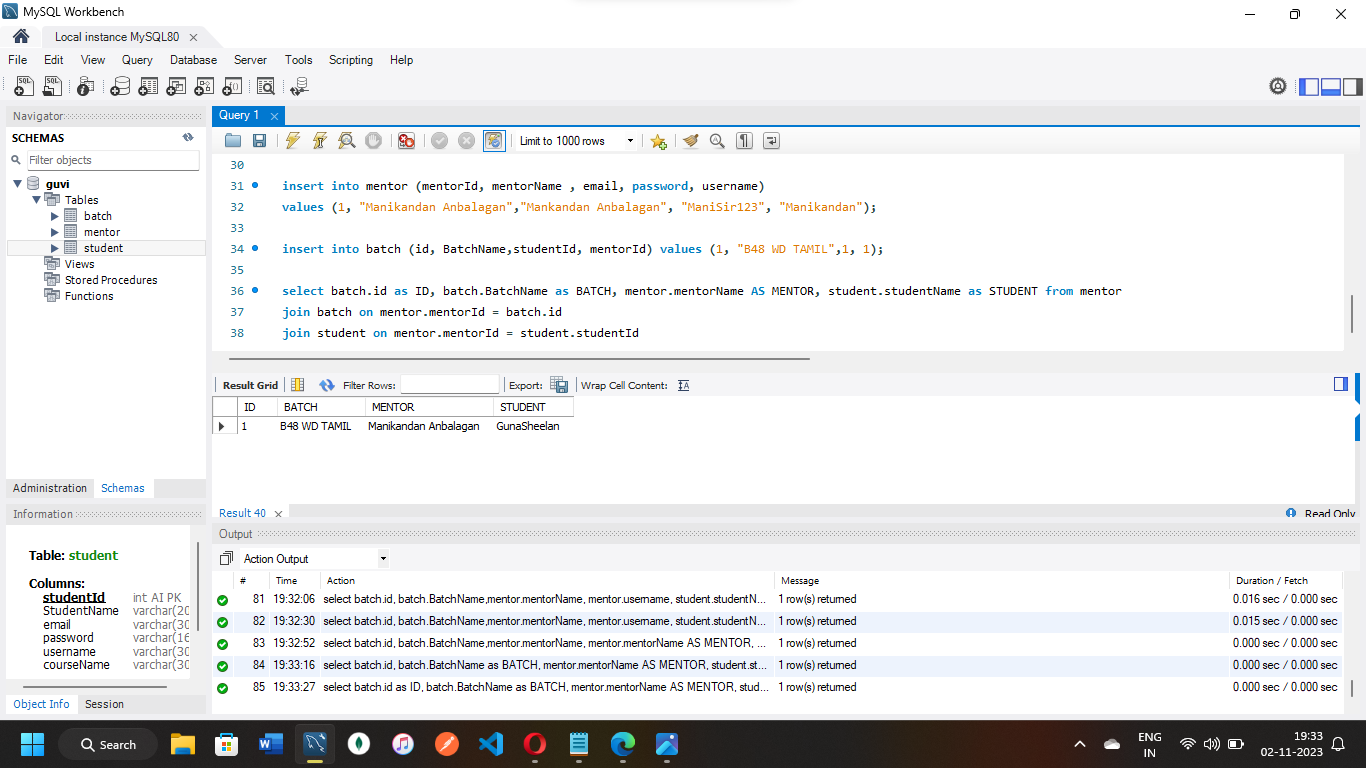 MySQL Workbench
Local instance MySQL80
File Edit View Query Database Server Tools Scripting Help
Navigator
SCHEMAS
Filter objects
guvi
Tables
batch
mentor
student
Views
Stored Procedures
Functions
Administration Schemas
Information
Table: student
Columns:
studentId int AI PK
StudentName varchar(20
email varchar(30
password varchar(16
username varchar(30
courseName varchar(30
Object Info Session
Query 1
Limit to 1000 rows
30
31 insert into mentor (mentorId, mentorName , email, password, username)
32 values (1, "Manikandan Anbalagan","Mankandan Anbalagan", "ManiSir123", "Manikandan");
33
34 insert into batch (id, BatchName,studentId, mentorId) values (1, "B48 WD TAMIL",1, 1);
35
36 select batch.id as ID, batch.BatchName as BATCH, mentor.mentorName AS MENTOR, student.studentName as STUDENT from mentor
37 join batch on mentor.mentorId = batch.id
38 join student on mentor.mentorId = student.studentId
Result Grid Filter Rows: Export: Wrap Cell Content:
ID BATCH MENTOR STUDENT
1 B48 WD TAMIL Manikandan Anbalagan GunaSheelan
Result 40 Read Only
Output
Action Output
# Time Action Message Duration / Fetch
81 19:32:06 select batch.id, batch.BatchName,mentor.mentorName, mentor.username, student.studentN... 1 row(s) returned 0.016 sec / 0.000 sec
82 19:32:30 select batch.id, batch.BatchName,mentor.mentorName, mentor.username, student.studentN... 1 row(s) returned 0.015 sec / 0.000 sec
83 19:32:52 select batch.id, batch.BatchName,mentor.mentorName, mentor.mentorName AS MENTOR, ... 1 row(s) returned 0.000 sec / 0.000 sec
84 19:33:16 select batch.id, batch.BatchName as BATCH, mentor.mentorName AS MENTOR, student.st... 1 row(s) returned 0.000 sec / 0.000 sec
85 19:33:27 select batch.id as ID, batch.BatchName as BATCH, mentor.mentorName AS MENTOR, stud... 1 row(s) returned 0.000 sec / 0.000 sec
Search
ENG
IN
19:33
02-11-2023